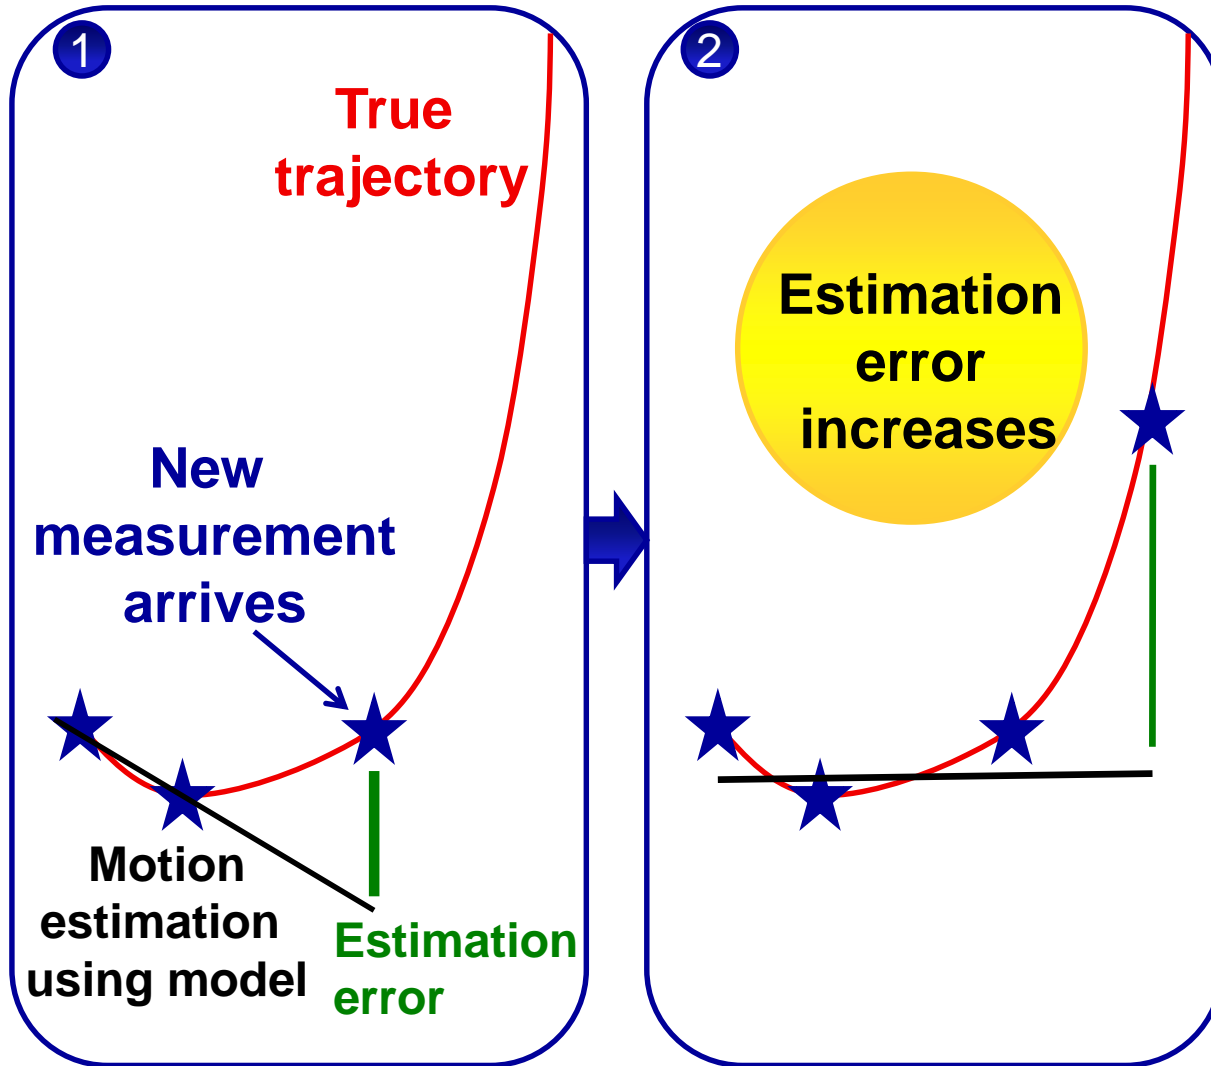 1
True
trajectory
New
measurement
arrives
Motion
estimation
using model
Estimation
error
2
Estimation
error
increases